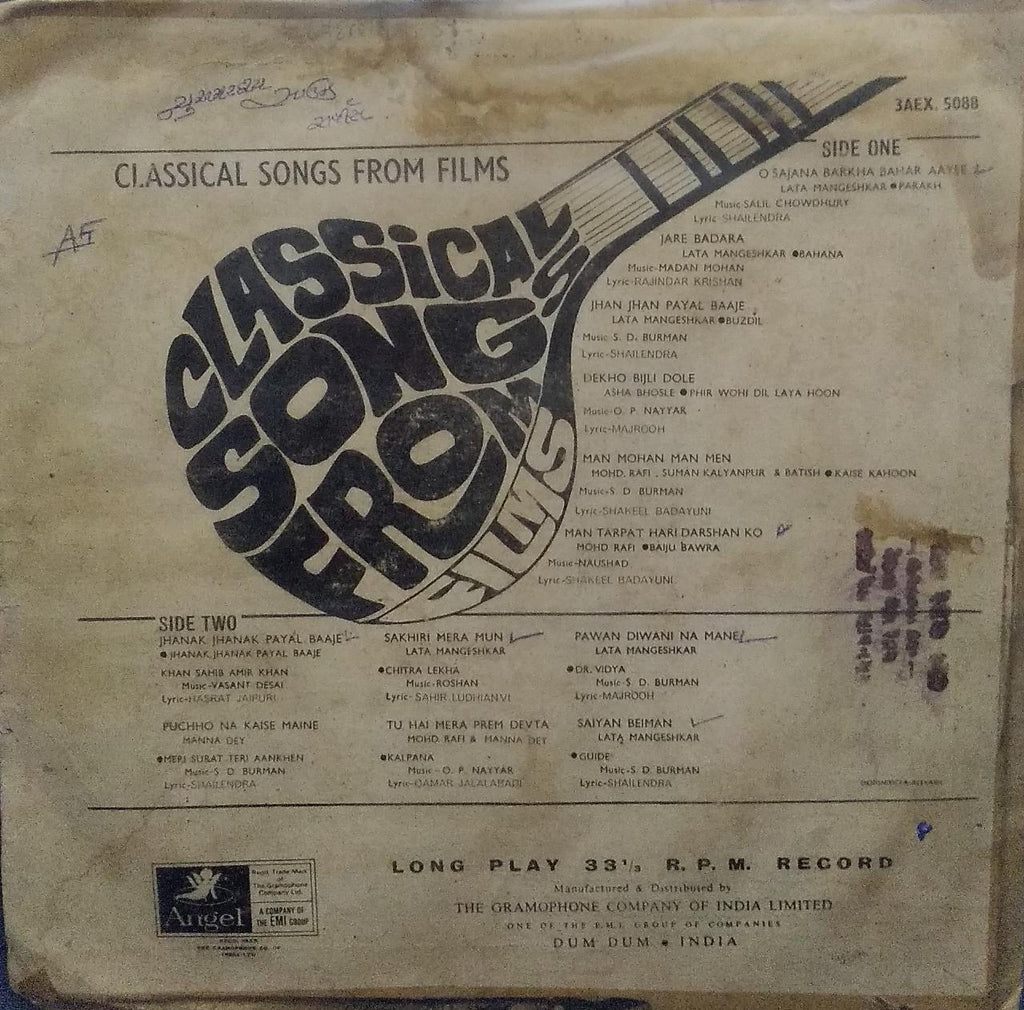 3AEX. 5088
CLASSICAL SONGS FROM FILMS
CLASSICAL
SONGS
FROM
FILMS
SIDE ONE
O SAJANA BARKHA BAHAR AAYEE
LATA MANGESHKAR ●PARAKH
Music-SALIL CHOWDHURY
Lyric-SHAILENDRA
JARE BADARA
LATA MANGESHKAR ●BAHANA
Music-MADAN MOHAN
Lyric-RAJINDAR KRISHAN
JHAN JHAN PAYAL BAAJE
LATA MANGESHKAR●BUZDIL
Music-S. D. BURMAN
Lyric-SHAILENDRA
DEKHO BIJLI DOLE
ASHA BHOSLE ●PHIR WOHI DIL LAYA HOON
Music-O. P. NAYYAR
Lyric-MAJROOH
MAN MOHAN MAN MEN
MOHD. RAFI, SUMAN KALYANPUR & BATISH ●KAISE KAHOON
Music-S. D BURMAN
Lyric-SHAKEEL BADAYUNI
MAN TARPAT HARI DARSHAN KO
MOHD RAFI ●BAIJU BAWRA
Music-NAUSHAD
Lyric-SHAKEEL BADAYUNI
AF
SIDE TWO
JHANAK JHANAK PAYAL BAAJE
●JHANAK JHANAK PAYAL BAAJE
KHAN SAHIB AMIR KHAN
Music-VASANT DESAI
Lyric-HASRAT JAIPURI
PUCHHO NA KAISE MAINE
MANNA DEY
●MERI SURAT TERI AANKHEN
Music-S. D. BURMAN
Lyric-SHAILENDRA
SAKHIRI MERA MUN
LATA MANGESHKAR
●CHITRA LEKHA
Music-ROSHAN
Lyric-SAHIR LUDHIANVI
TU HAI MERA PREM DEVTA
MOHD. RAFI & MANNA DEY
●KALPANA
Music-O. P. NAYYAR
Lyric-QAMAR JALALABADI
PAWAN DIWANI NA MANE
LATA MANGESHKAR
●DR. VIDYA
Music-S. D. BURMAN
Lyric-MAJROOH
SAIYAN BEIMAN
LATA MANGESHKAR
●GUIDE
Music-S. D. BURMAN
Lyric-SHAILENDRA
Angel
Regd. Trade Mark
of
The Gramophone
Company Ltd.
A COMPANY OF
THE EMI GROUP
LONG PLAY 33⅓ R.P.M. RECORD
Manufactured & Distributed by
THE GRAMOPHONE COMPANY OF INDIA LIMITED
ONE OF THE E.M.I. GROUP OF COMPANIES
DUM DUM ● INDIA